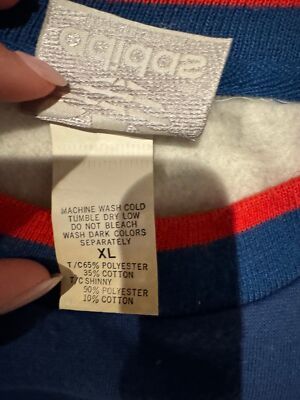 adidas
MACHINE WASH COLD
TUMBLE DRY LOW
DO NOT BLEACH
WASH DARK COLORS
SEPARATELY
XL
T/C65% POLYESTER
35% COTTON
T/C SHINNY
90% POLYESTER
10% COTTON